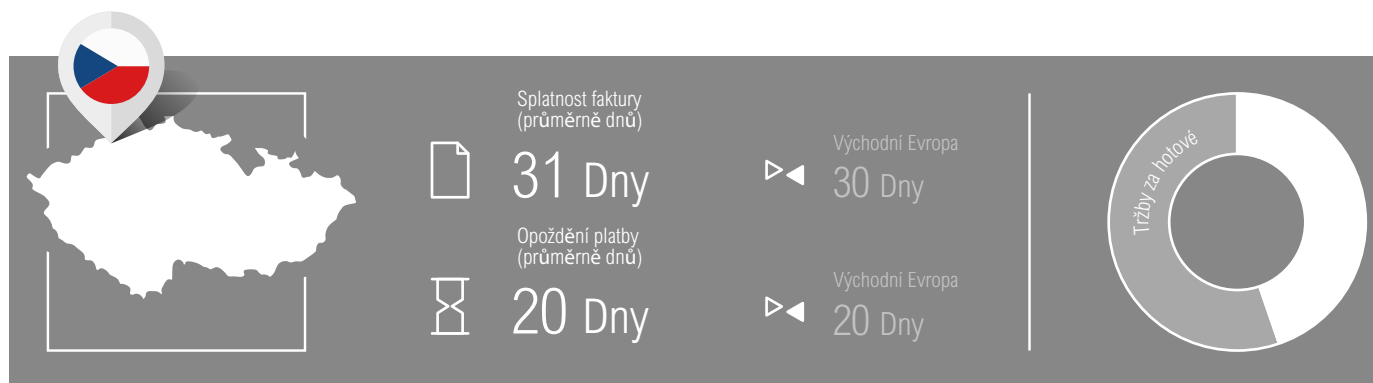 Splatnost faktury
(průměrně dnů)
31 Dny
Východní Evropa
30 Dny
Opoždění platby
(průměrně dnů)
20 Dny
Východní Evropa
20 Dny
Tržby za hotové